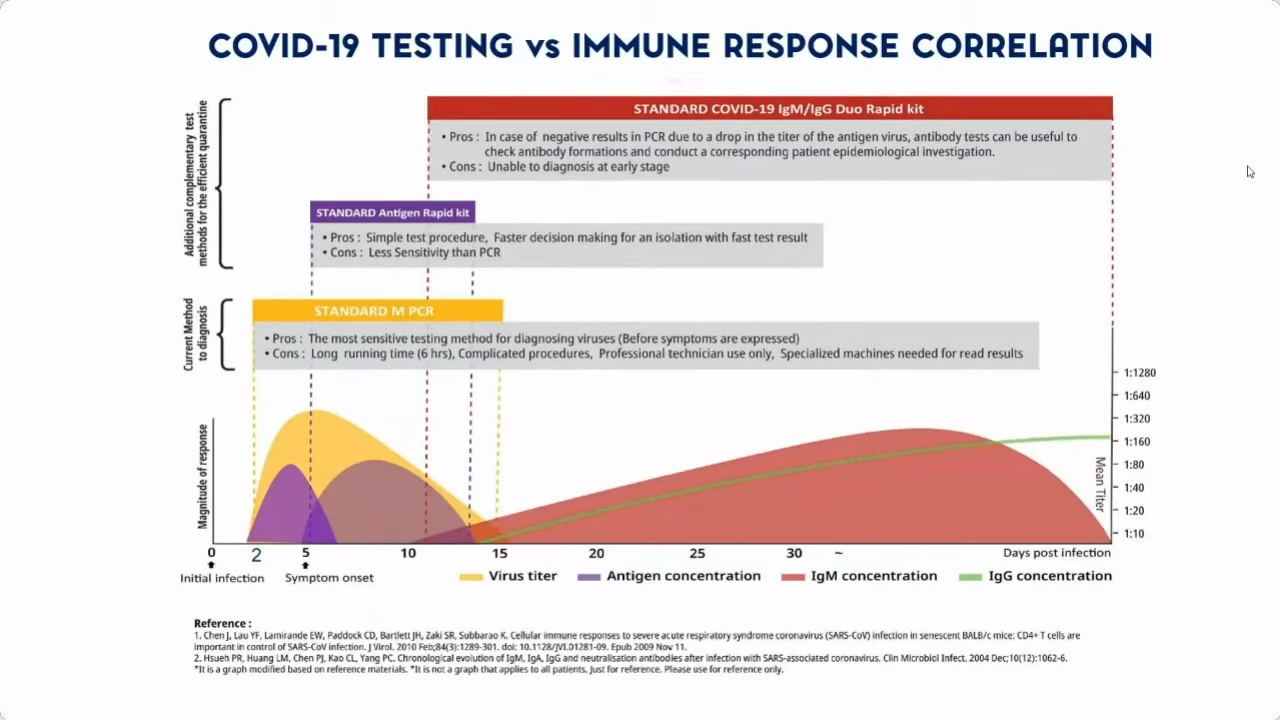 COVID-19 TESTING vs IMMUNE RESPONSE CORRELATION
Additional complementary test
methods for the efficient quarantine
STANDARD COVID-19 IgM/IgG Duo Rapid kit
• Pros : In case of negative results in PCR due to a drop in the titer of the antigen virus, antibody tests can be useful to
check antibody formations and conduct a corresponding patient epidemiological investigation.
• Cons : Unable to diagnosis at early stage
STANDARD Antigen Rapid kit
• Pros : Simple test procedure, Faster decision making for an isolation with fast test result
• Cons : Less Sensitivity than PCR
Current Method
to diagnosis
STANDARD M PCR
• Pros : The most sensitive testing method for diagnosing viruses (Before symptoms are expressed)
• Cons : Long running time (6 hrs), Complicated procedures, Professional technician use only, Specialized machines needed for read results
Magnitude of response
1:1280
1:640
1:320
1:160
1:80
1:40
1:20
1:10
Mean Titer
0 2 5 10 15 20 25 30 ~ Days post infection
Initial infection Symptom onset
Virus titer Antigen concentration IgM concentration IgG concentration
Reference :
1. Chen J, Lau YF, Lamirande EW, Paddock CD, Bartlett JH, Zaki SR, Subbarao K. Cellular immune responses to severe acute respiratory syndrome coronavirus (SARS-CoV) infection in senescent BALB/c mice: CD4+ T cells are
important in control of SARS-CoV infection. J Virol. 2010 Feb;84(3):1289-301. doi: 10.1128/JVI.01281-09. Epub 2009 Nov 11.
2. Hsueh PR, Huang LM, Chen PJ, Kao CL, Yang PC. Chronological evolution of IgM, IgA, IgG and neutralisation antibodies after infection with SARS-associated coronavirus. Clin Microbiol Infect. 2004 Dec;10(12):1062-6.
*It is a graph modified based on reference materials. *It is not a graph that applies to all patients. Just for reference. Please use for reference only.